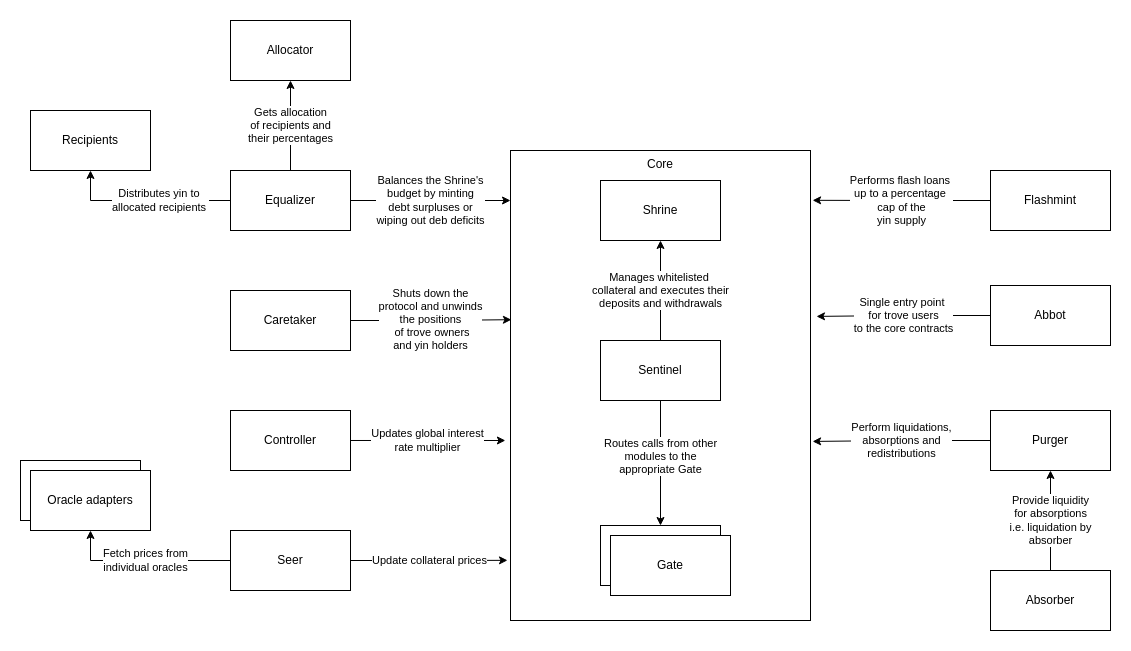 Allocator
Gets allocation
of recipients and
their percentages
Recipients
Distributes yin to
allocated recipients
Equalizer
Balances the Shrine's
budget by minting
debt surpluses or
wiping out deb deficits
Caretaker
Shuts down the
protocol and unwinds
the positions
of trove owners
and yin holders
Controller
Updates global interest
rate multiplier
Oracle adapters
Fetch prices from
individual oracles
Seer
Update collateral prices
Core
Shrine
Manages whitelisted
collateral and executes their
deposits and withdrawals
Sentinel
Routes calls from other
modules to the
appropriate Gate
Gate
Performs flash loans
up to a percentage
cap of the
yin supply
Flashmint
Single entry point
for trove users
to the core contracts
Abbot
Perform liquidations,
absorptions and
redistributions
Purger
Provide liquidity
for absorptions
i.e. liquidation by
absorber
Absorber